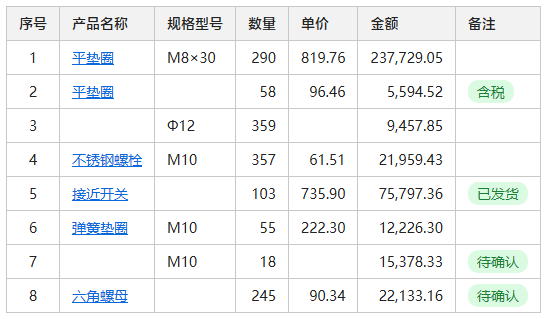 序号 产品名称 规格型号 数量 单价 金额 备注
1 平垫圈 M8×30 290 819.76 237,729.05
2 平垫圈 58 96.46 5,594.52 含税
3 Φ12 359 9,457.85
4 不锈钢螺栓 M10 357 61.51 21,959.43
5 接近开关 103 735.90 75,797.36 已发货
6 弹簧垫圈 M10 55 222.30 12,226.30
7 M10 18 15,378.33 待确认
8 六角螺母 245 90.34 22,133.16 待确认